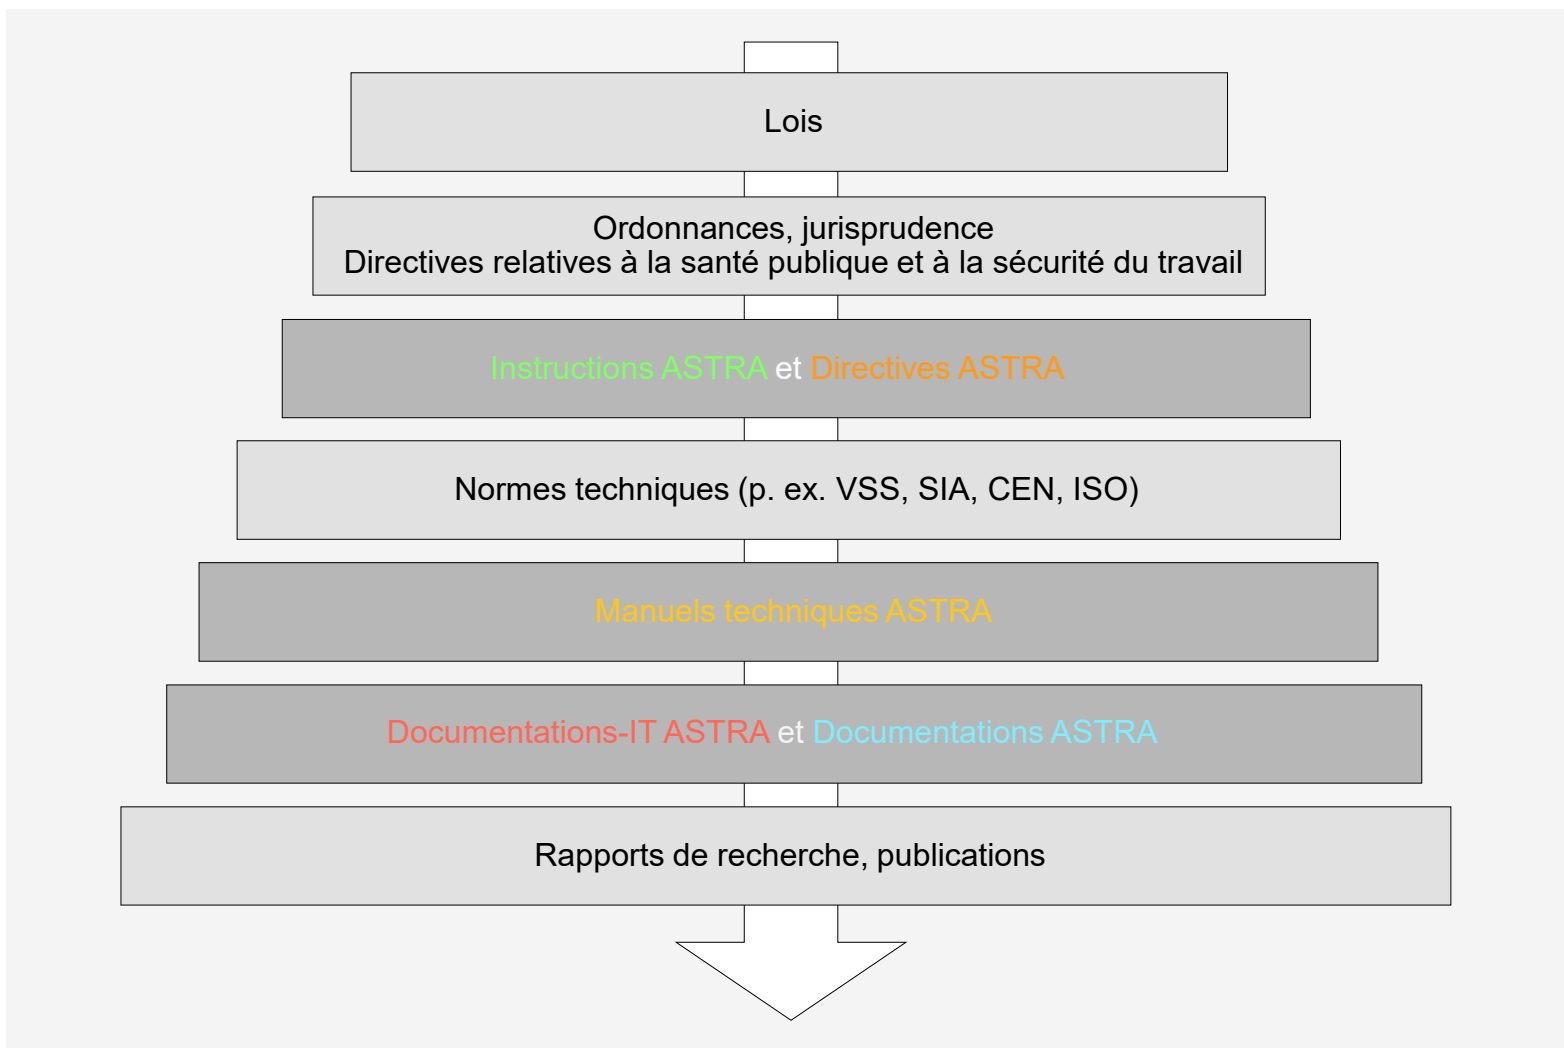 Lois
Ordonnances, jurisprudence
Directives relatives à la santé publique et à la sécurité du travail
Instructions ASTRA et Directives ASTRA
Normes techniques (p. ex. VSS, SIA, CEN, ISO)
Manuels techniques ASTRA
Documentations-IT ASTRA et Documentations ASTRA
Rapports de recherche, publications